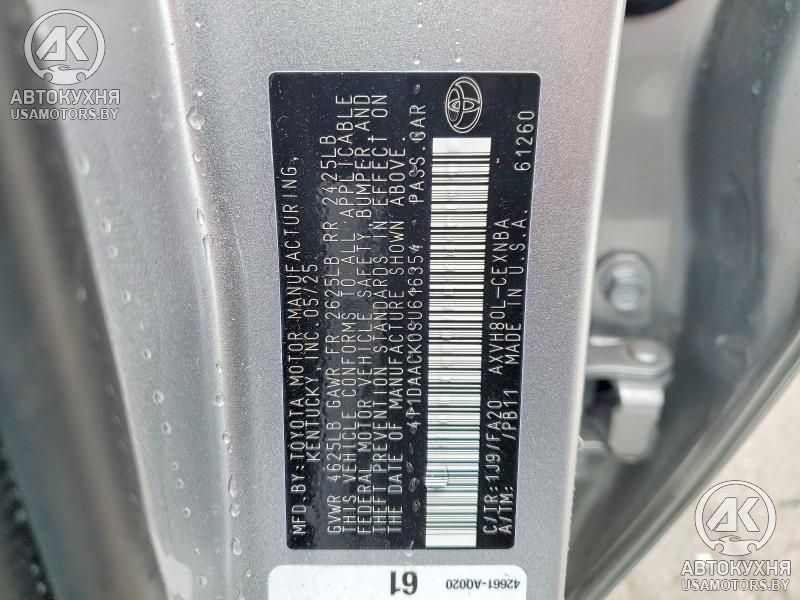 АК
АВТОКУХНЯ
USAMOTORS.BY
MFD.BY:TOYOTA MOTOR MANUFACTURING,
KENTUCKY, INC. 05/25
GVWR 4625LB GAWR FR 2625LB RR 2425LB
THIS VEHICLE CONFORMS TO ALL APPLICABLE
FEDERAL MOTOR VEHICLE SAFETY, BUMPER AND
THEFT PREVENTION STANDARDS IN EFFECT ON
THE DATE OF MANUFACTURE SHOWN ABOVE.
4T1DAACK0SU616354 PASS.CAR
C/TR:1J9/FA20 AXVH80L-CEXNBA
A/TM: /PB11 MADE IN U.S.A. 61260
42661-A0020 61
АК
АВТОКУХНЯ
USAMOTORS.BY